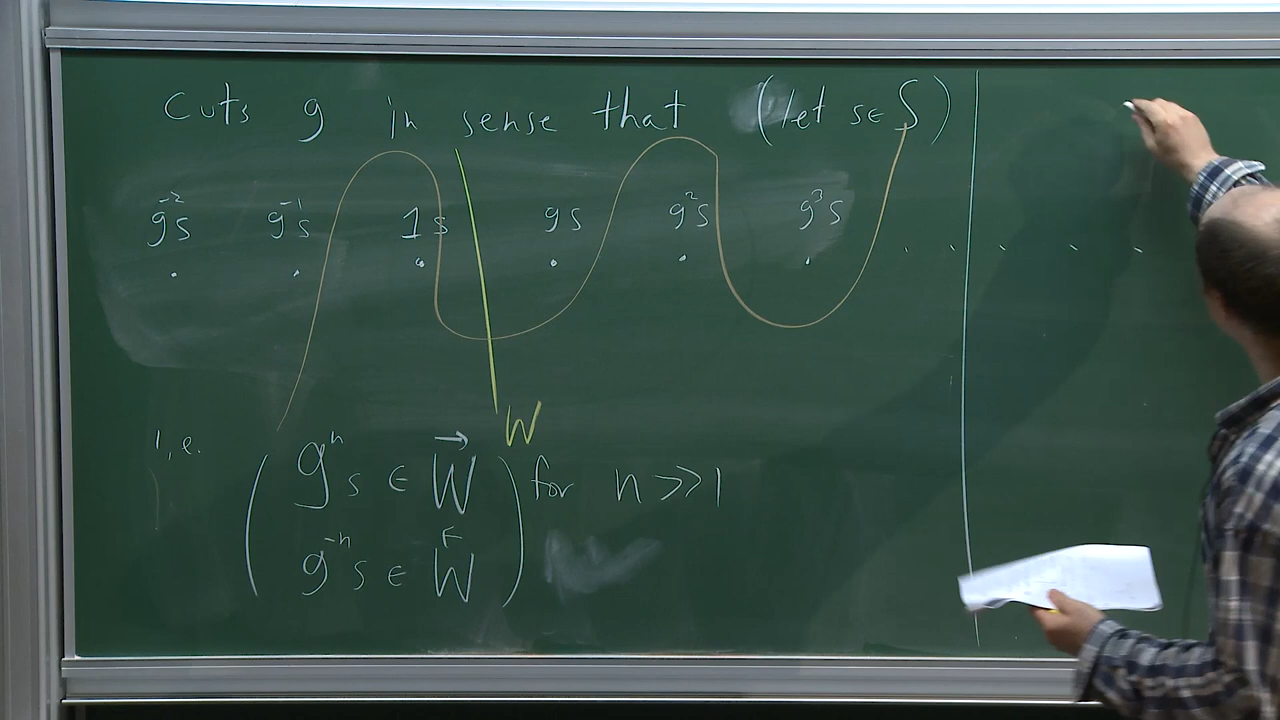 Cuts g in sense that (let s ∈ S)
g⁻²s g⁻¹s 1s gs g²s g³s
W
i.e. (gⁿs ∈ W⃗
g⁻ⁿs ∈ W⃖) for n >> 1